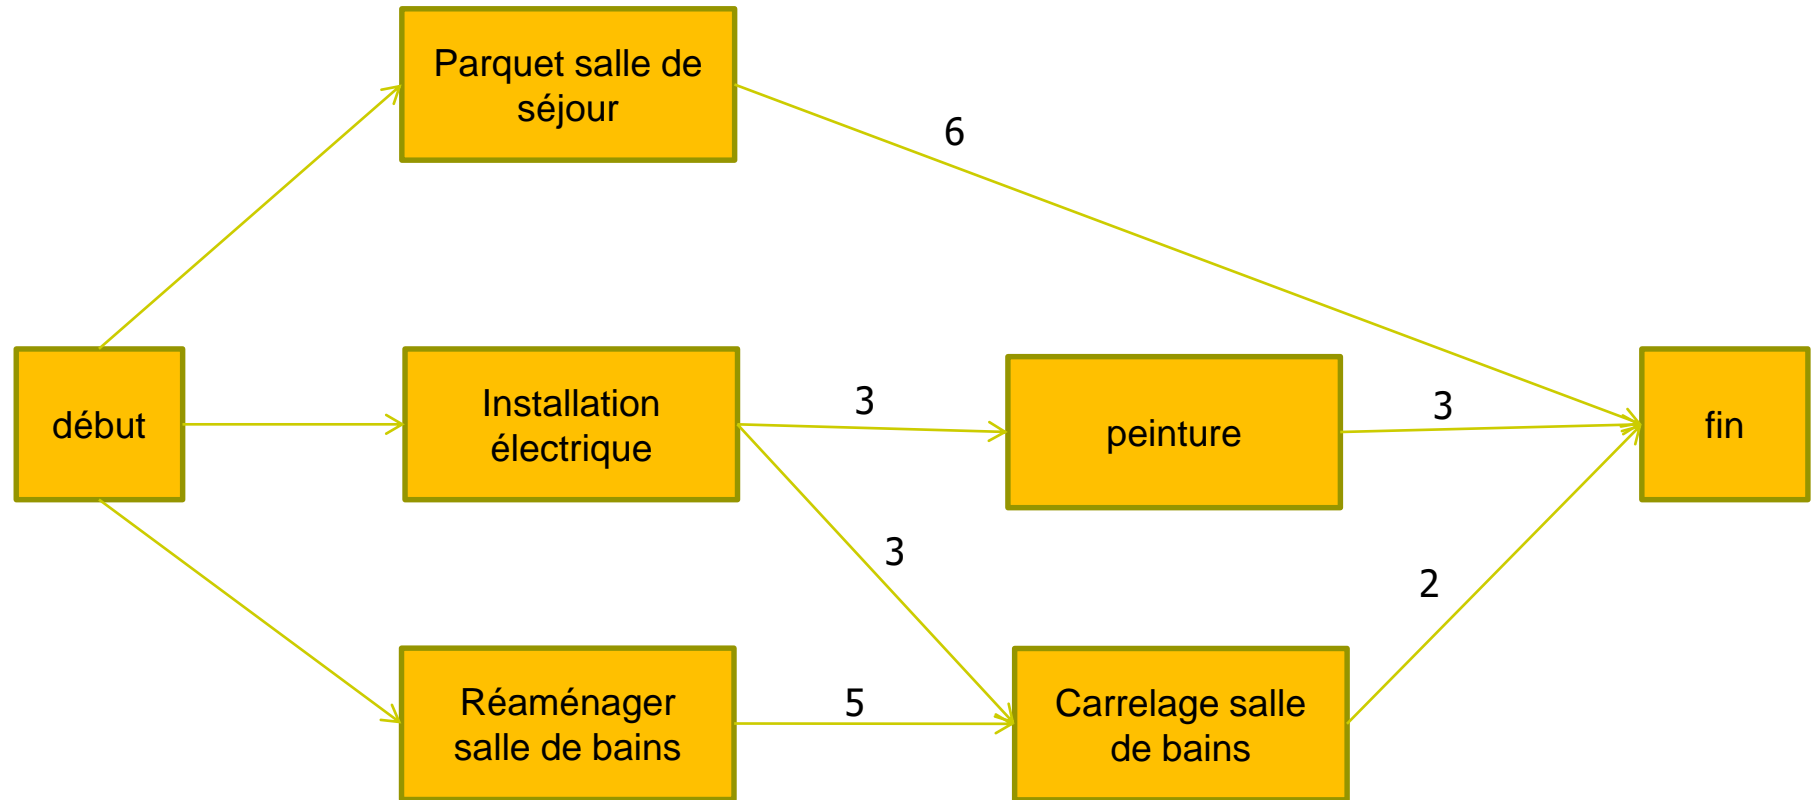 Parquet salle de
séjour
6
début
Installation
électrique
3
peinture
3
fin
3
2
Réaménager
salle de bains
5
Carrelage salle
de bains